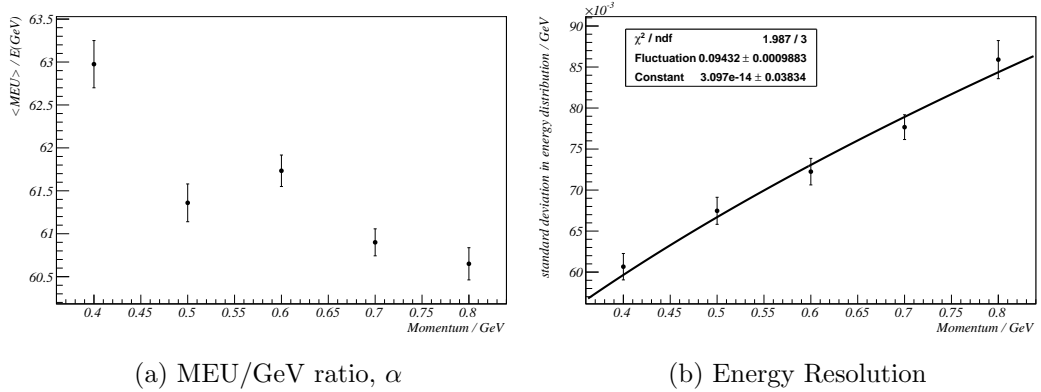 <MEU> / E(GeV)
63.5
63
62.5
62
61.5
61
60.5
0.4 0.45 0.5 0.55 0.6 0.65 0.7 0.75 0.8
Momentum / GeV
(a) MEU/GeV ratio, α
standard deviation in energy distribution / GeV
×10⁻³
90
85
80
75
70
65
60
χ² / ndf 1.987 / 3
Fluctuation 0.09432 ± 0.0009883
Constant 3.097e-14 ± 0.03834
0.4 0.45 0.5 0.55 0.6 0.65 0.7 0.75 0.8
Momentum / GeV
(b) Energy Resolution